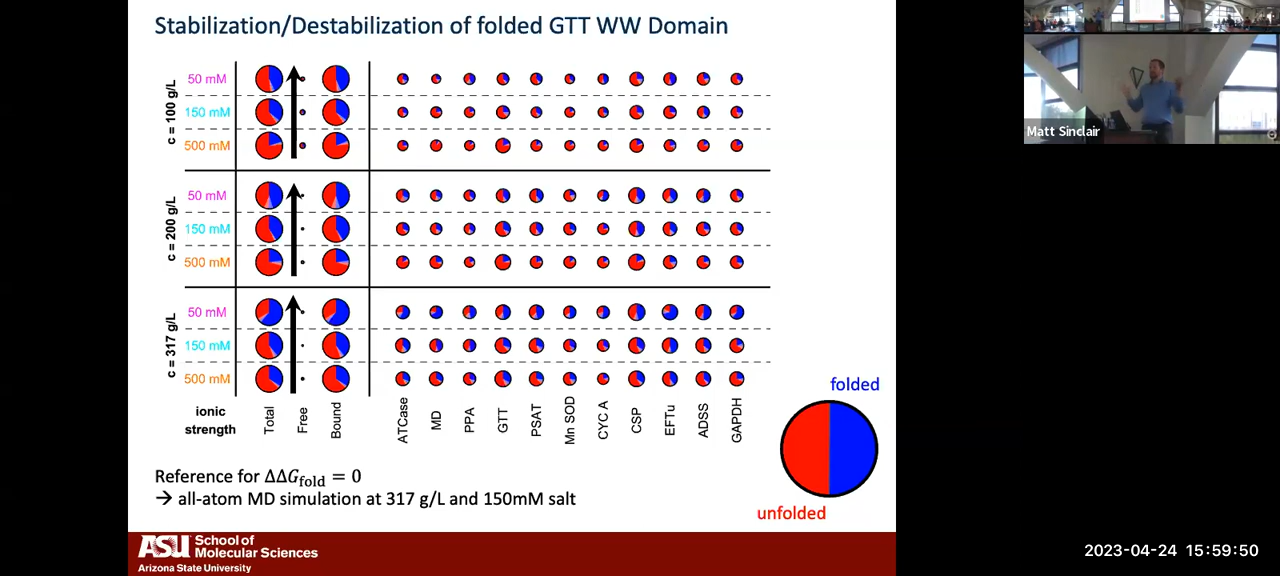 Stabilization/Destabilization of folded GTT WW Domain
c = 100 g/L
50 mM
150 mM
500 mM
c = 200 g/L
50 mM
150 mM
500 mM
c = 317 g/L
50 mM
150 mM
500 mM
ionic
strength
Total
Free
Bound
ATCase
MD
PPA
GTT
PSAT
Mn SOD
CYC A
CSP
EFTu
ADSS
GAPDH
folded
unfolded
Reference for ΔΔG_fold = 0
→ all-atom MD simulation at 317 g/L and 150mM salt
ASU School of
Molecular Sciences
Arizona State University
Matt Sinclair
2023-04-24 15:59:50